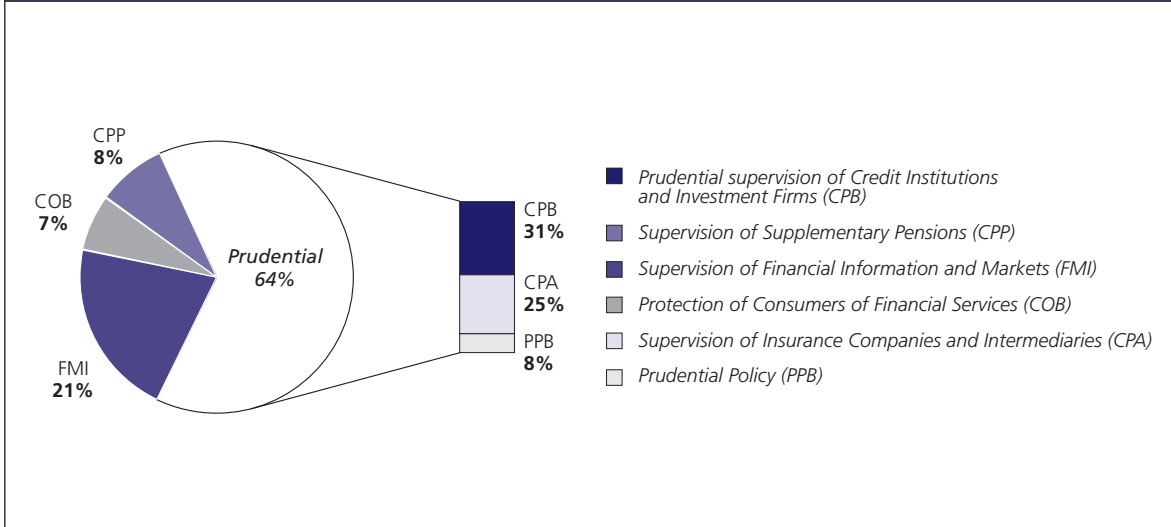 CPP
8%
COB
7%
FMI
21%
Prudential
64%
CPB
31%
CPA
25%
PPB
8%
Prudential supervision of Credit Institutions
and Investment Firms (CPB)
Supervision of Supplementary Pensions (CPP)
Supervision of Financial Information and Markets (FMI)
Protection of Consumers of Financial Services (COB)
Supervision of Insurance Companies and Intermediaries (CPA)
Prudential Policy (PPB)